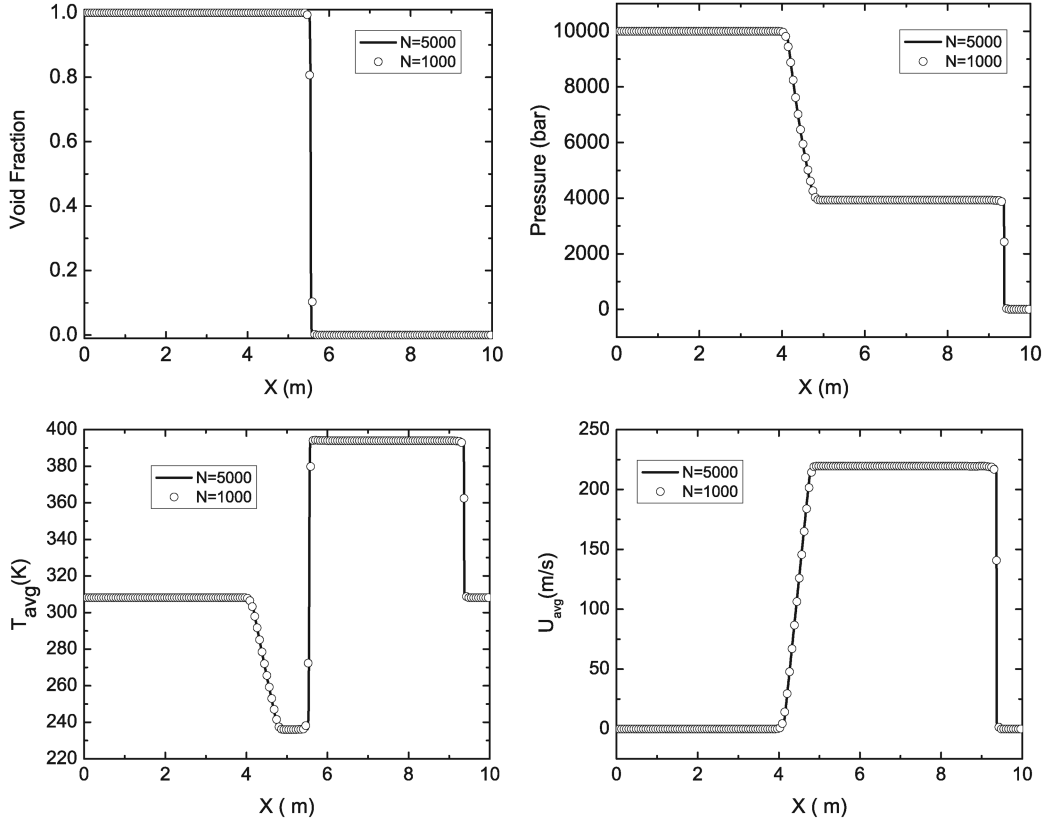 1.0
0.8
0.6
0.4
0.2
0.0
Void Fraction
N=5000
N=1000
0 2 4 6 8 10
X (m)
10000
8000
6000
4000
2000
0
Pressure (bar)
N=5000
N=1000
0 2 4 6 8 10
X (m)
400
380
360
340
320
300
280
260
240
220
Tavg(K)
N=5000
N=1000
0 2 4 6 8 10
X ( m)
250
200
150
100
50
0
Uavg(m/s)
N=5000
N=1000
0 2 4 6 8 10
X (m)